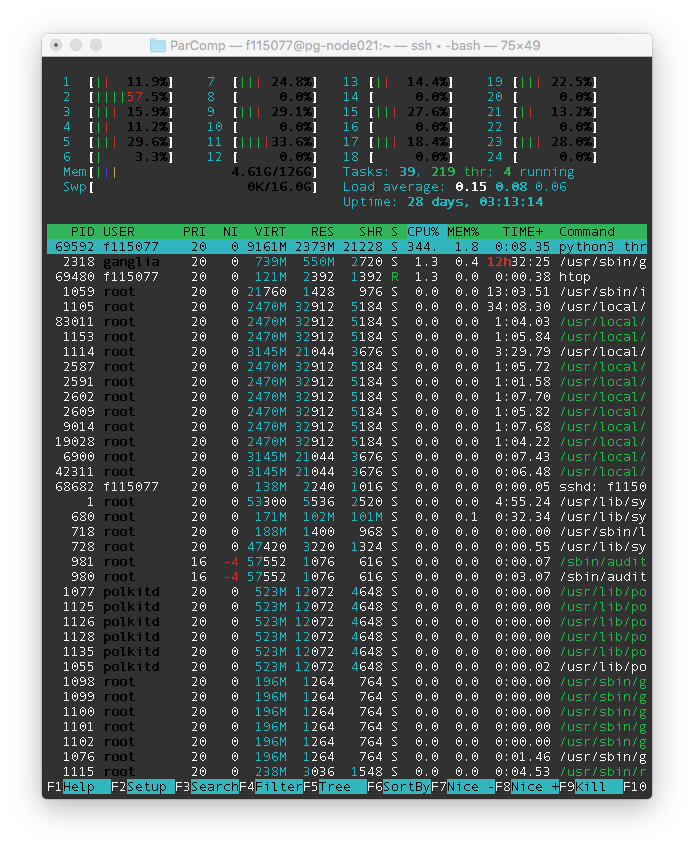 ParComp — f115077@pg-node021:~ — ssh ◂ -bash — 75×49
1 [|| 11.9%] 7 [||| 24.8%] 13 [|| 14.4%] 19 [||| 22.5%]
2 [||||57.5%] 8 [ 0.0%] 14 [ 0.0%] 20 [ 0.0%]
3 [||| 15.9%] 9 [||| 29.1%] 15 [||| 27.6%] 21 [|| 13.2%]
4 [|| 11.2%] 10 [ 0.0%] 16 [ 0.0%] 22 [ 0.0%]
5 [||| 29.6%] 11 [||||33.6%] 17 [||| 18.4%] 23 [||| 28.0%]
6 [| 3.3%] 12 [ 0.0%] 18 [ 0.0%] 24 [ 0.0%]
Mem[||| 4.61G/126G] Tasks: 39, 219 thr; 4 running
Swp[ 0K/16.0G] Load average: 0.15 0.08 0.06
Uptime: 28 days, 03:13:14
PID USER PRI NI VIRT RES SHR S CPU% MEM% TIME+ Command
69592 f115077 20 0 9161M 2373M 21228 S 344. 1.8 0:08.35 python3 thr
2318 ganglia 20 0 739M 550M 2720 S 1.3 0.4 12h32:25 /usr/sbin/g
69480 f115077 20 0 121M 2392 1392 R 1.3 0.0 0:00.38 htop
1059 root 20 0 21760 1428 976 S 0.0 0.0 13:03.51 /usr/sbin/i
1105 root 20 0 2470M 32912 5184 S 0.0 0.0 34:08.30 /usr/local/
83011 root 20 0 2470M 32912 5184 S 0.0 0.0 1:04.03 /usr/local/
1153 root 20 0 2470M 32912 5184 S 0.0 0.0 1:05.84 /usr/local/
1114 root 20 0 3145M 21044 3676 S 0.0 0.0 3:29.79 /usr/local/
2587 root 20 0 2470M 32912 5184 S 0.0 0.0 1:05.72 /usr/local/
2591 root 20 0 2470M 32912 5184 S 0.0 0.0 1:01.58 /usr/local/
2602 root 20 0 2470M 32912 5184 S 0.0 0.0 1:07.70 /usr/local/
2609 root 20 0 2470M 32912 5184 S 0.0 0.0 1:05.82 /usr/local/
9014 root 20 0 2470M 32912 5184 S 0.0 0.0 1:07.68 /usr/local/
19028 root 20 0 2470M 32912 5184 S 0.0 0.0 1:04.22 /usr/local/
6305 root 20 0 3145M 21044 3676 S 0.0 0.0 0:07.43 /usr/local/
42311 root 20 0 3145M 21044 3676 S 0.0 0.0 0:06.48 /usr/local/
68682 f115077 20 0 138M 2240 1016 S 0.0 0.0 0:00.05 sshd: f1150
1 root 20 0 53300 5536 2520 S 0.0 0.0 4:55.24 /usr/lib/sy
680 root 20 0 171M 102M 101M S 0.0 0.1 0:32.34 /usr/lib/sy
718 root 20 0 188M 1400 968 S 0.0 0.0 0:00.00 /usr/sbin/l
728 root 20 0 47420 3220 1324 S 0.0 0.0 0:00.55 /usr/lib/sy
981 root 16 -4 57552 1076 616 S 0.0 0.0 0:00.07 /sbin/audit
980 root 16 -4 57552 1076 616 S 0.0 0.0 0:03.07 /sbin/audit
1077 polkitd 20 0 523M 12072 4648 S 0.0 0.0 0:00.00 /usr/lib/po
1115 polkitd 20 0 523M 12072 4648 S 0.0 0.0 0:00.00 /usr/lib/po
1126 polkitd 20 0 523M 12072 4648 S 0.0 0.0 0:00.00 /usr/lib/po
1128 polkitd 20 0 523M 12072 4648 S 0.0 0.0 0:00.00 /usr/lib/po
1135 polkitd 20 0 523M 12072 4648 S 0.0 0.0 0:00.00 /usr/lib/po
1055 polkitd 20 0 523M 12072 4648 S 0.0 0.0 0:00.02 /usr/lib/po
1098 root 20 0 196M 1264 764 S 0.0 0.0 0:00.00 /usr/sbin/g
1099 root 20 0 196M 1264 764 S 0.0 0.0 0:00.00 /usr/sbin/g
1100 root 20 0 196M 1264 764 S 0.0 0.0 0:00.00 /usr/sbin/g
1101 root 20 0 196M 1264 764 S 0.0 0.0 0:00.00 /usr/sbin/g
1102 root 20 0 196M 1264 764 S 0.0 0.0 0:00.00 /usr/sbin/g
1076 root 20 0 196M 1264 764 S 0.0 0.0 0:01.46 /usr/sbin/g
1115 root 20 0 238M 3036 1548 S 0.0 0.0 0:04.53 /usr/sbin/r
F1Help F2Setup F3SearchF4FilterF5Tree F6SortByF7Nice -F8Nice +F9Kill F10